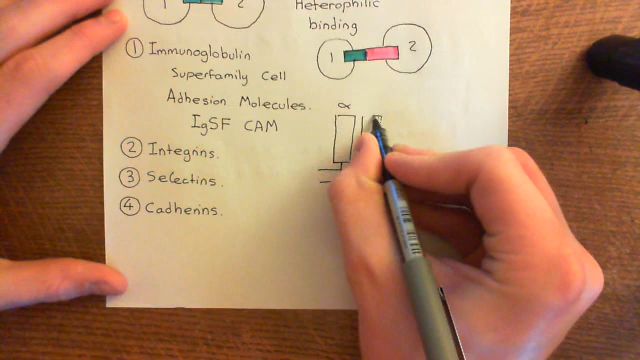 1 2
Heterophilic
binding
1 2
① Immunoglobulin
Superfamily Cell
Adhesion Molecules.
IgSF CAM
α
② Integrins.
③ Selectins.
④ Cadherins.